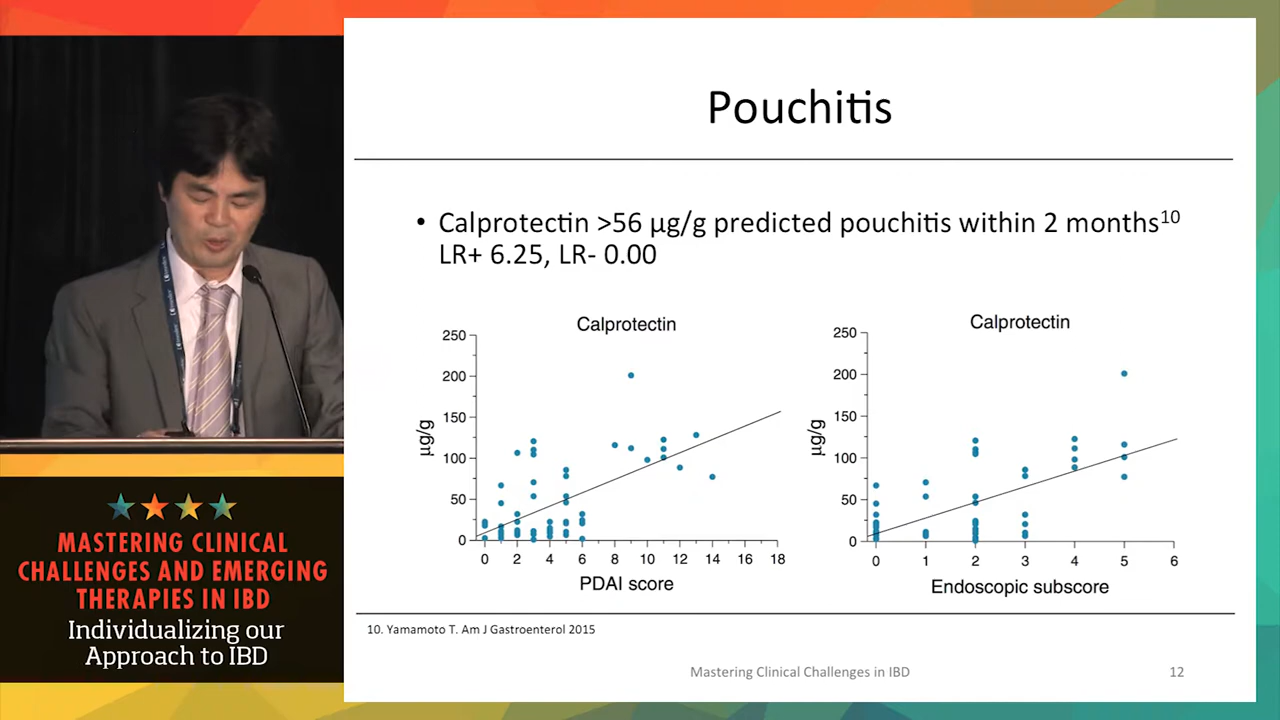 Pouchitis
• Calprotectin >56 µg/g predicted pouchitis within 2 months10
LR+ 6.25, LR- 0.00
Calprotectin
250
200
150
100
50
0
µg/g
0 2 4 6 8 10 12 14 16 18
PDAI score
Calprotectin
250
200
150
100
50
0
µg/g
0 1 2 3 4 5 6
Endoscopic subscore
10. Yamamoto T. Am J Gastroenterol 2015
Mastering Clinical Challenges in IBD
12
MASTERING CLINICAL
CHALLENGES AND EMERGING
THERAPIES IN IBD
Individualizing our
Approach to IBD